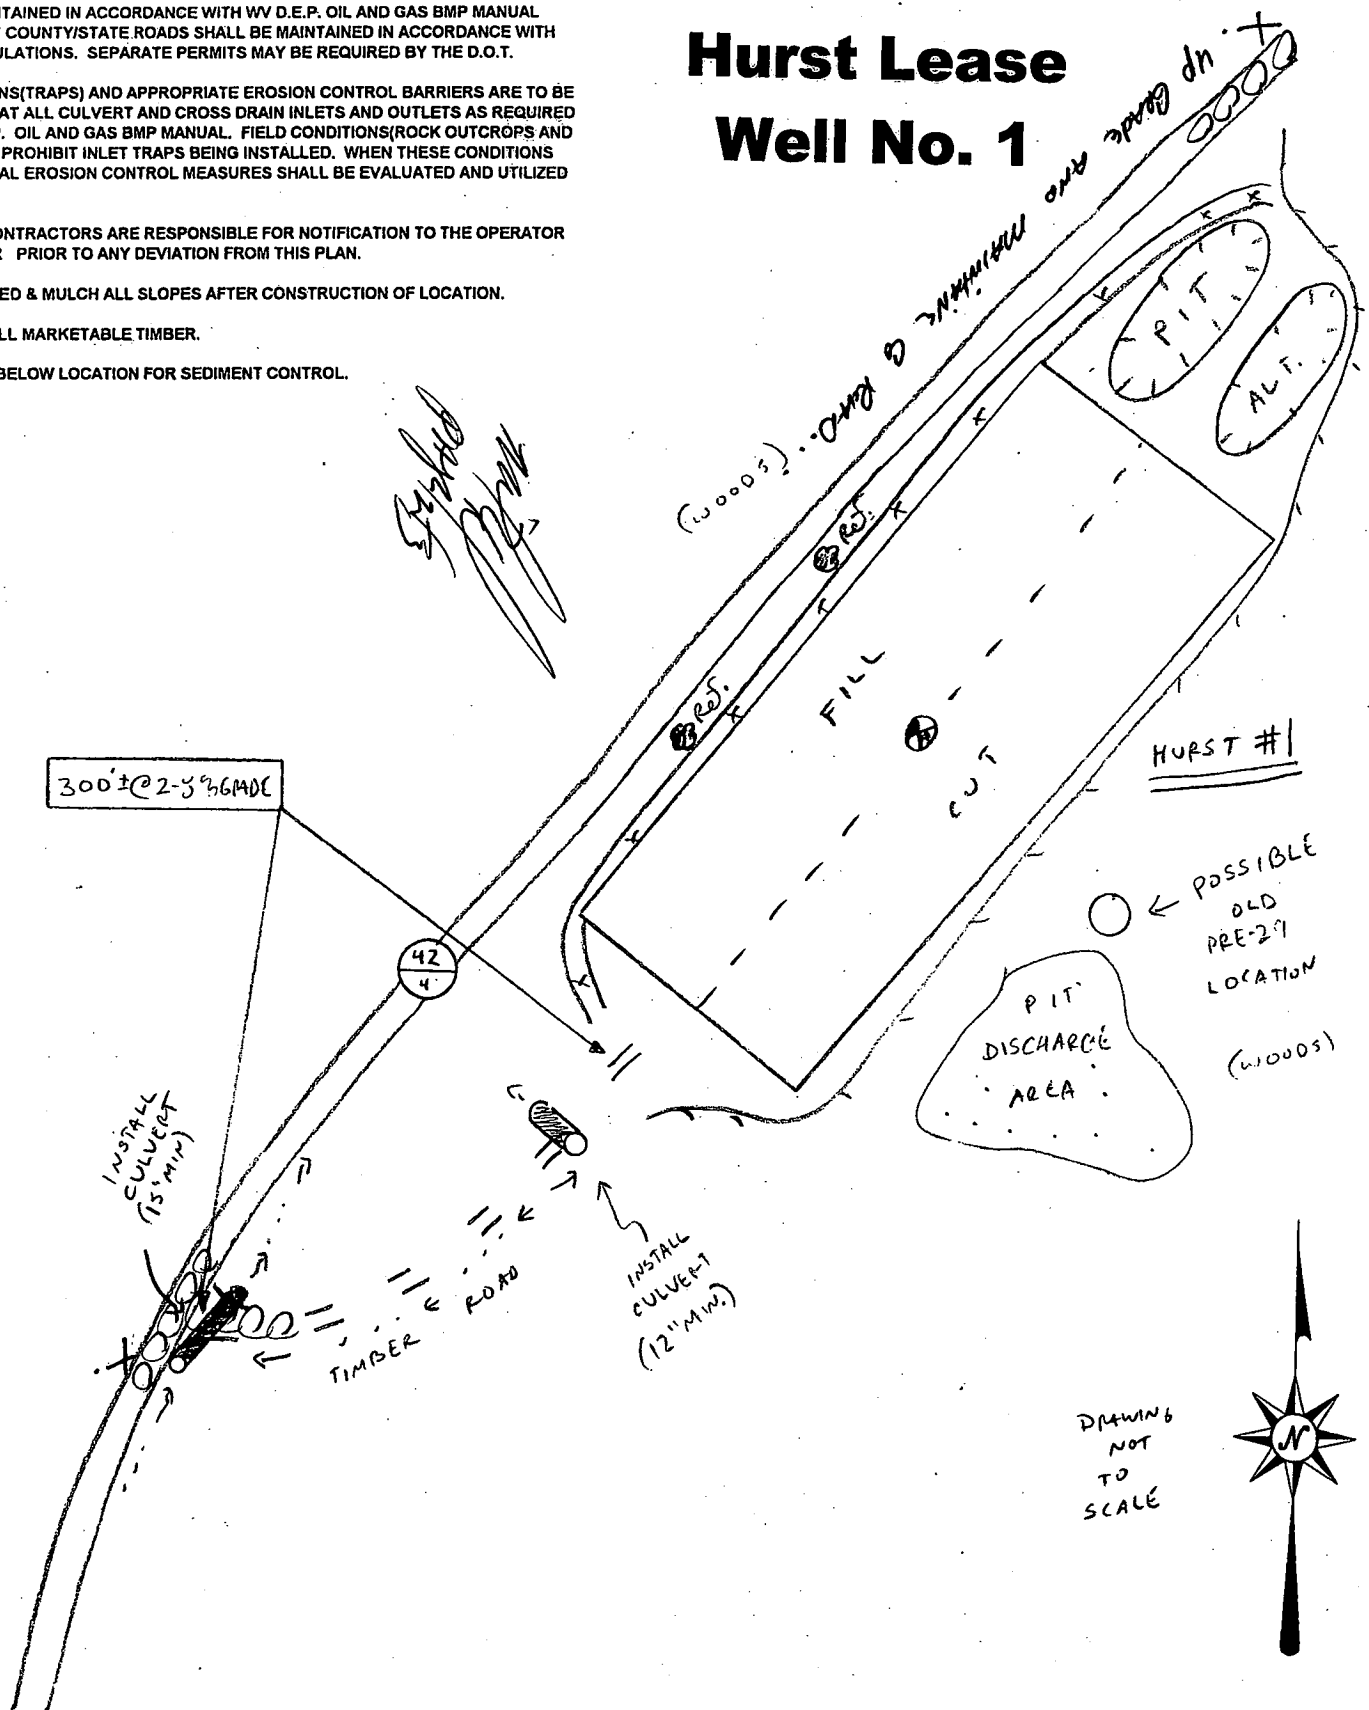 TAINED IN ACCORDANCE WITH WV D.E.P. OIL AND GAS BMP MANUAL
COUNTY/STATE ROADS SHALL BE MAINTAINED IN ACCORDANCE WITH
ULATIONS. SEPARATE PERMITS MAY BE REQUIRED BY THE D.O.T.
NS(TRAPS) AND APPROPRIATE EROSION CONTROL BARRIERS ARE TO BE
AT ALL CULVERT AND CROSS DRAIN INLETS AND OUTLETS AS REQUIRED
. OIL AND GAS BMP MANUAL. FIELD CONDITIONS(ROCK OUTCROPS AND
PROHIBIT INLET TRAPS BEING INSTALLED. WHEN THESE CONDITIONS
AL EROSION CONTROL MEASURES SHALL BE EVALUATED AND UTILIZED
ONTRACTORS ARE RESPONSIBLE FOR NOTIFICATION TO THE OPERATOR
PRIOR TO ANY DEVIATION FROM THIS PLAN.
ED & MULCH ALL SLOPES AFTER CONSTRUCTION OF LOCATION.
LL MARKETABLE TIMBER.
BELOW LOCATION FOR SEDIMENT CONTROL.
Hurst Lease
Well No. 1
UP
GRADE
AND
MAINTAIN
CO ROAD...
(WOODS)
PIT
ALT.
Ref.
Ref.
FILL
CUT
HURST #1
300'±@2-5%GRADE
POSSIBLE
OLD
PRE-29
LOCATION
42
4
PIT
DISCHARGE
AREA
(WOODS)
INSTALL
CULVERT
(15"MIN)
INSTALL
CULVERT
(12"MIN.)
TIMBER ROAD
DRAWING
NOT
TO
SCALE
N